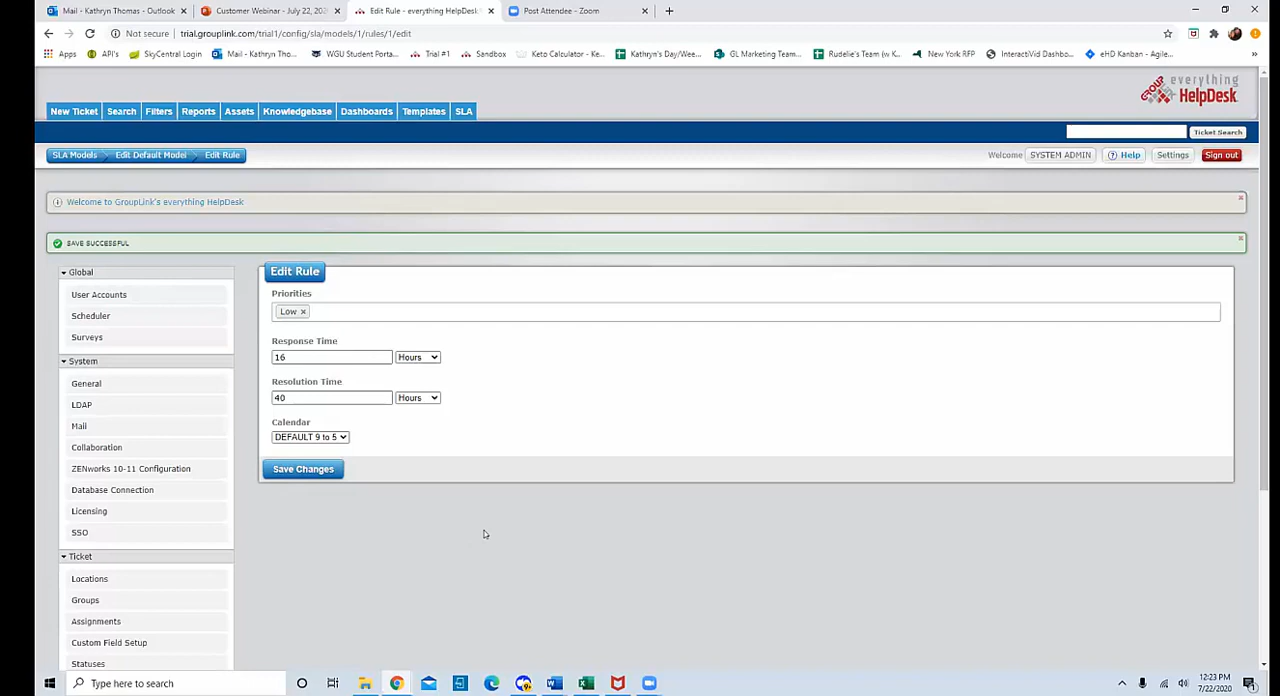 Mail - Kathryn Thomas - Outlook
Customer Webinar - July 22, 202
Edit Rule - everything HelpDesk
Post Attendee - Zoom
Not secure | trial.grouplink.com/trial1/config/sla/models/1/rules/1/edit
Apps
API's
SkyCentral Login
Mail - Kathryn Tho...
WGU Student Porta...
Trial #1
Sandbox
Keto Calculator - Ke...
Kathryn's Day/Wee...
GL Marketing Team...
Rudelie's Team (w K...
New York RFP
InteractiVid Dashbo...
eHD Kanban - Agile...
»
everything
HelpDesk
GROUP
New Ticket
Search
Filters
Reports
Assets
Knowledgebase
Dashboards
Templates
SLA
Ticket Search
SLA Models
Edit Default Model
Edit Rule
Welcome
SYSTEM ADMIN
Help
Settings
Sign out
Welcome to GroupLink's everything HelpDesk
SAVE SUCCESSFUL
Global
User Accounts
Scheduler
Surveys
System
General
LDAP
Mail
Collaboration
ZENworks 10-11 Configuration
Database Connection
Licensing
SSO
Ticket
Locations
Groups
Assignments
Custom Field Setup
Statuses
Edit Rule
Priorities
Low ×
Response Time
16 Hours
Resolution Time
40 Hours
Calendar
DEFAULT 9 to 5
Save Changes
Type here to search
12:23 PM
7/22/2020